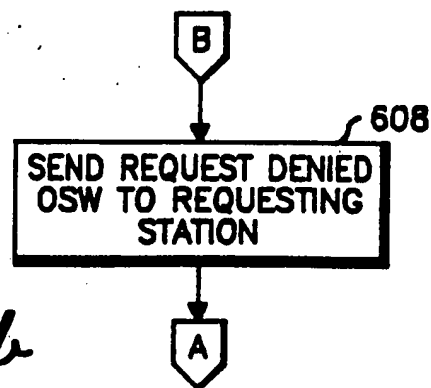 B
608
SEND REQUEST DENIED
OSW TO REQUESTING
STATION
A